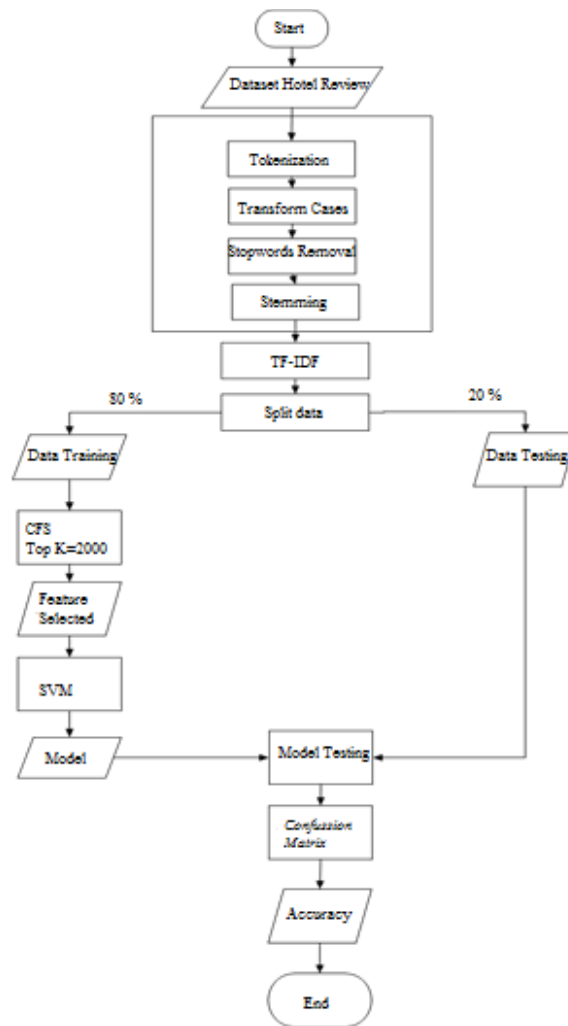 Start
Dataset Hotel Review
Tokenization
Transform Cases
Stopwords Removal
Stemming
TF-IDF
80 %
Split data
20 %
Data Training
Data Testing
CFS
Top K=2000
Feature
Selected
SVM
Model
Model Testing
Confussion
Matrix
Accuracy
End